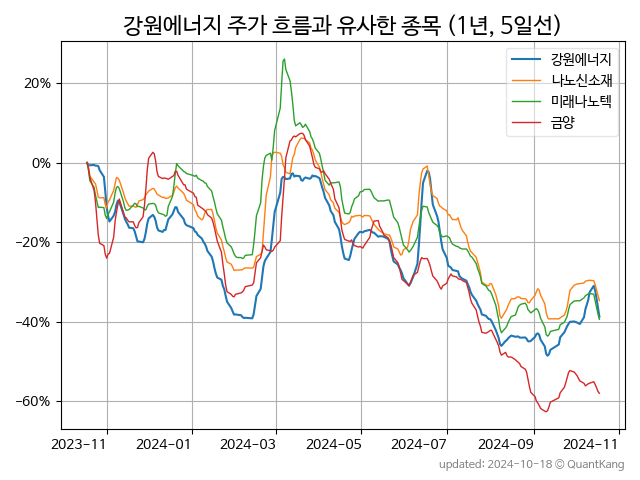 강원에너지 주가 흐름과 유사한 종목 (1년, 5일선)
강원에너지
나노신소재
미래나노텍
금양
20%
0%
−20%
−40%
−60%
2023-11 2024-01 2024-03 2024-05 2024-07 2024-09 2024-11
updated: 2024-10-18 © QuantKang